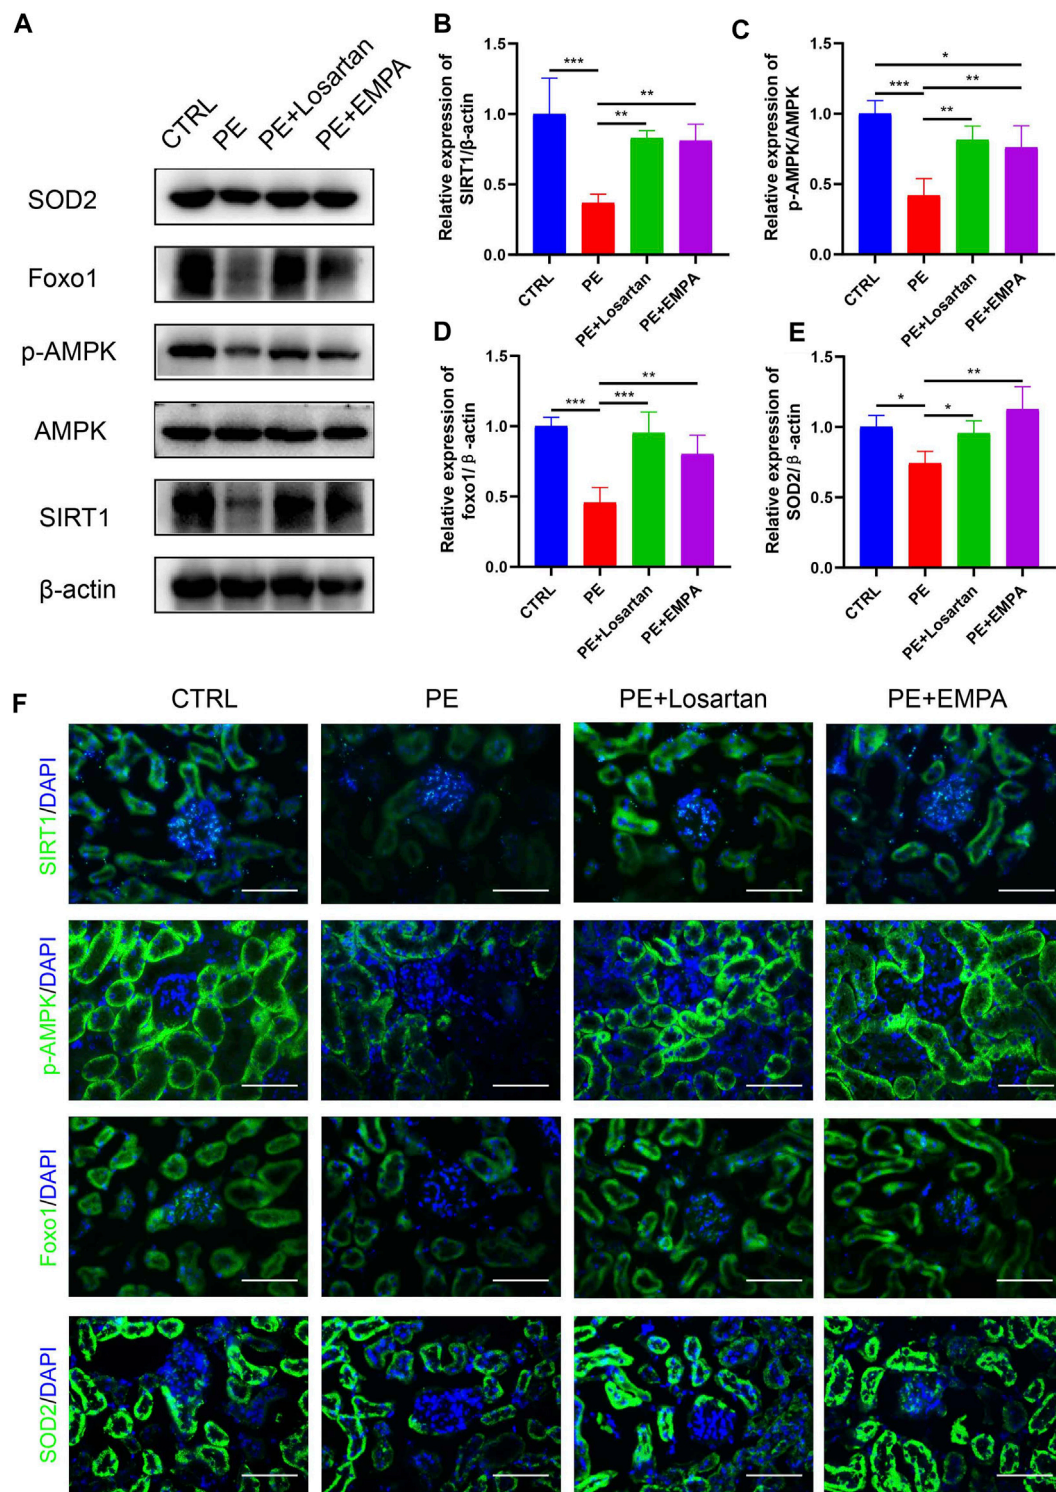 A
CTRL
PE
PE+Losartan
PE+EMPA
SOD2
Foxo1
p-AMPK
AMPK
SIRT1
β-actin
B
Relative expression of
SIRT1/β-actin
1.5
1.0
0.5
0.0
***
**
**
CTRL
PE
PE+Losartan
PE+EMPA
C
Relative expression of
p-AMPK/AMPK
1.5
1.0
0.5
0.0
*
***
**
**
CTRL
PE
PE+Losartan
PE+EMPA
D
Relative expression of
foxo1/ β -actin
1.5
1.0
0.5
0.0
**
***
***
CTRL
PE
PE+Losartan
PE+EMPA
E
Relative expression of
SOD2/ β -actin
1.5
1.0
0.5
0.0
**
*
*
CTRL
PE
PE+Losartan
PE+EMPA
F
CTRL
PE
PE+Losartan
PE+EMPA
SIRT1/DAPI
p-AMPK/DAPI
Foxo1/DAPI
SOD2/DAPI